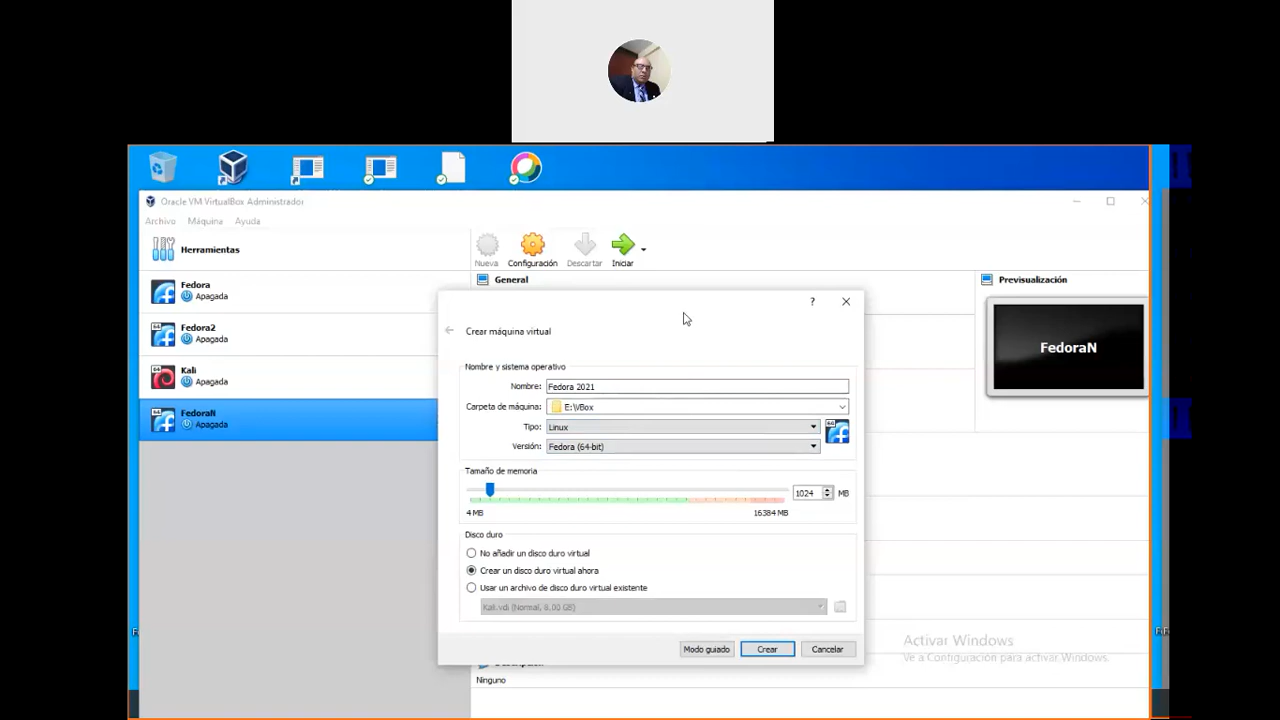 Oracle VM VirtualBox Administrador
Archivo Máquina Ayuda
Herramientas
Nueva Configuración Descartar Iniciar
Fedora
Apagada
Fedora2
Apagada
Kali
Apagada
FedoraN
Apagada
General
Previsualización
FedoraN
Crear máquina virtual
Nombre y sistema operativo
Nombre: Fedora 2021
Carpeta de máquina: E:\VBox
Tipo: Linux
Versión: Fedora (64-bit)
Tamaño de memoria
1024 MB
4 MB 16384 MB
Disco duro
No añadir un disco duro virtual
Crear un disco duro virtual ahora
Usar un archivo de disco duro virtual existente
Kali.vdi (Normal, 8.00 GB)
Modo guiado Crear Cancelar
Activar Windows
Ve a Configuración para activar Windows.
Ninguno